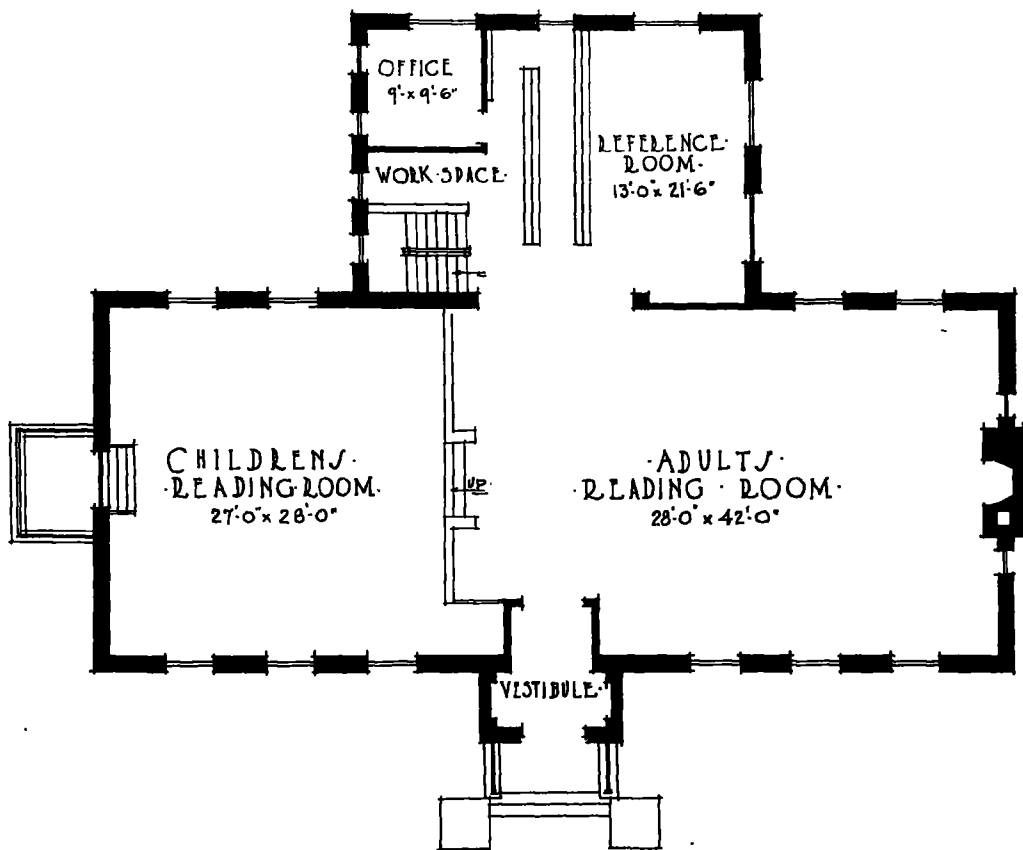 OFFICE
9'-x 9'-6"
WORK·SPACE·
REFERENCE·
ROOM·
13'-0"x 21'-6"
CHILDRENS·
·READING·ROOM·
27'-0"x 28'-0"
UP·
·ADULTS·
·READING · ROOM·
28'-0" x 42'-0"
·VESTIBULE·